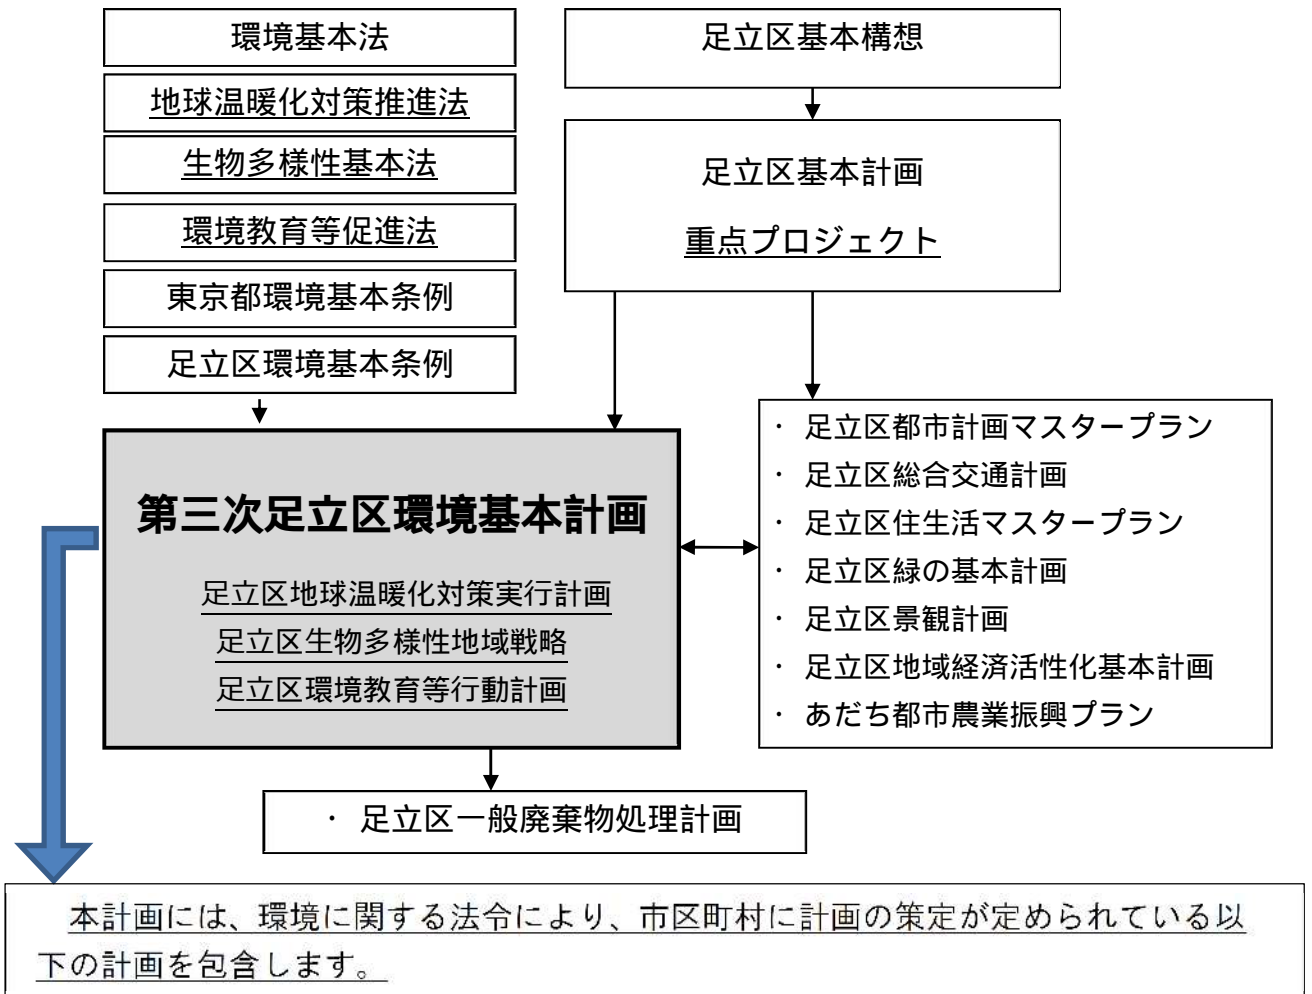 環境基本法
地球温暖化対策推進法
生物多様性基本法
環境教育等促進法
東京都環境基本条例
足立区環境基本条例
足立区基本構想
足立区基本計画
重点プロジェクト
第三次足立区環境基本計画
足立区地球温暖化対策実行計画
足立区生物多様性地域戦略
足立区環境教育等行動計画
・ 足立区都市計画マスタープラン
・ 足立区総合交通計画
・ 足立区住生活マスタープラン
・ 足立区緑の基本計画
・ 足立区景観計画
・ 足立区地域経済活性化基本計画
・ あだち都市農業振興プラン
・ 足立区一般廃棄物処理計画
本計画には、環境に関する法令により、市区町村に計画の策定が定められている以
下の計画を包含します。